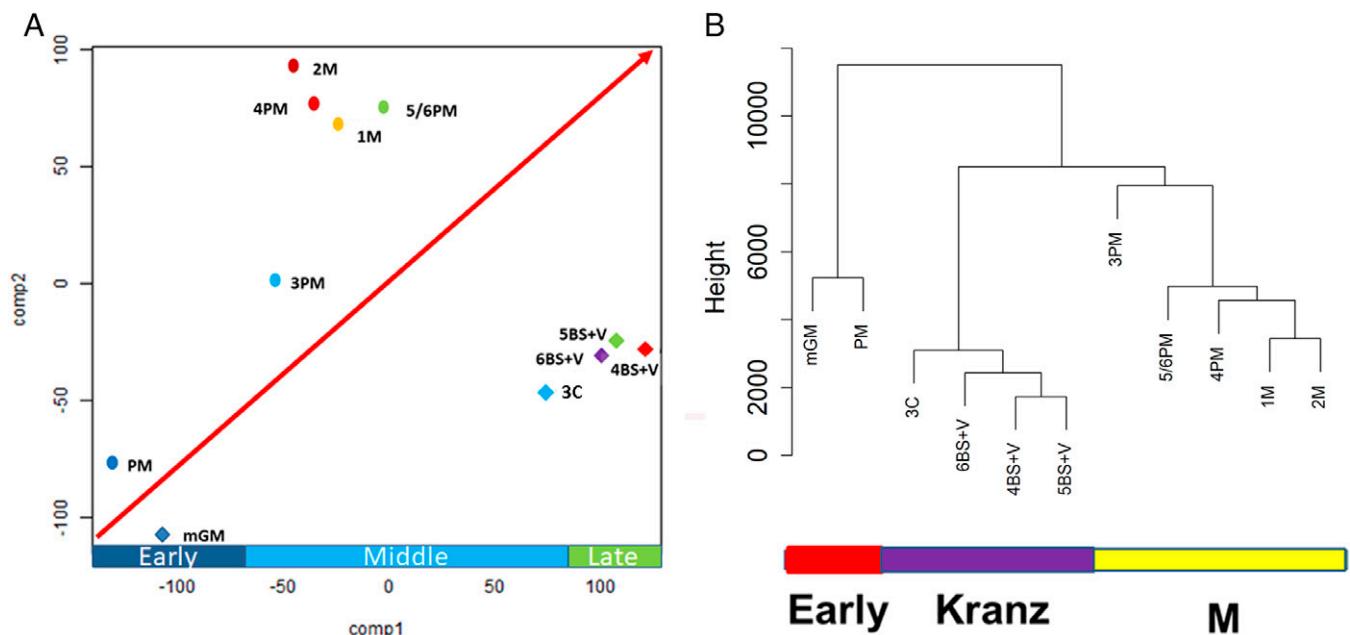 A
100
50
0
-50
-100
comp2
2M
4PM
5/6PM
1M
3PM
5BS+V
6BS+V
4BS+V
3C
PM
mGM
Early Middle Late
-100 -50 0 50 100
comp1
B
Height
10000
6000
2000
0
mGM
PM
3C
6BS+V
4BS+V
5BS+V
3PM
5/6PM
4PM
1M
2M
Early Kranz M